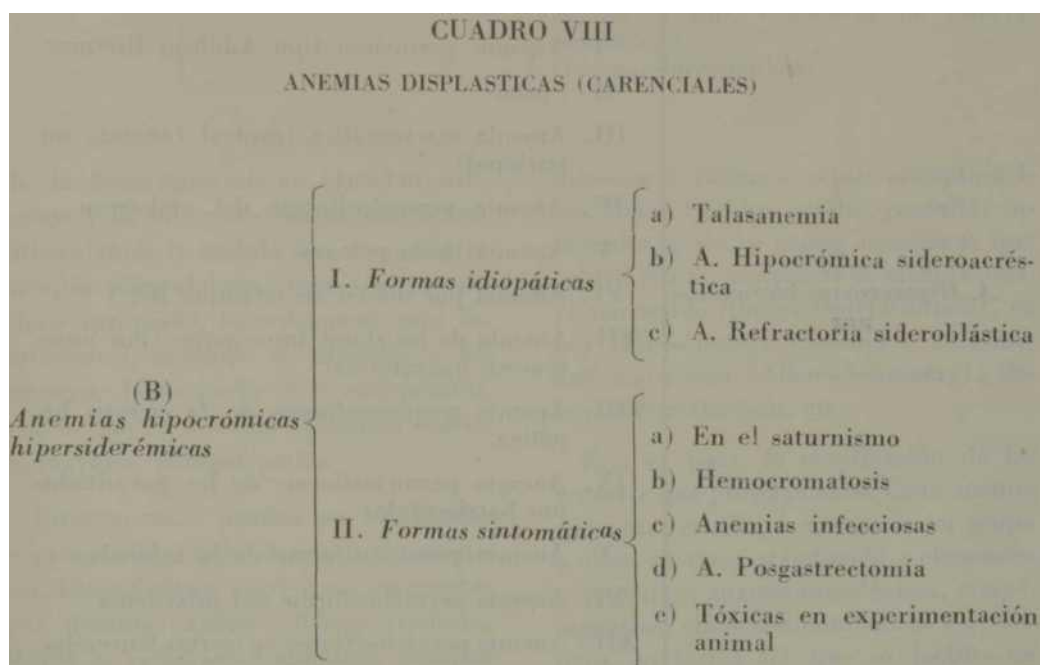 CUADRO VIII
ANEMIAS DISPLASTICAS (CARENCIALES)
(B)
Anemias hipocrómicas
hipersiderémicas
I. Formas idiopáticas
a) Talasanemia
b) A. Hipocrómica sideroacrés-
tica
c) A. Refractoria sideroblástica
II. Formas sintomáticas
a) En el saturnismo
b) Hemocromatosis
c) Anemias infecciosas
d) A. Posgastrectomía
e) Tóxicas en experimentación
animal